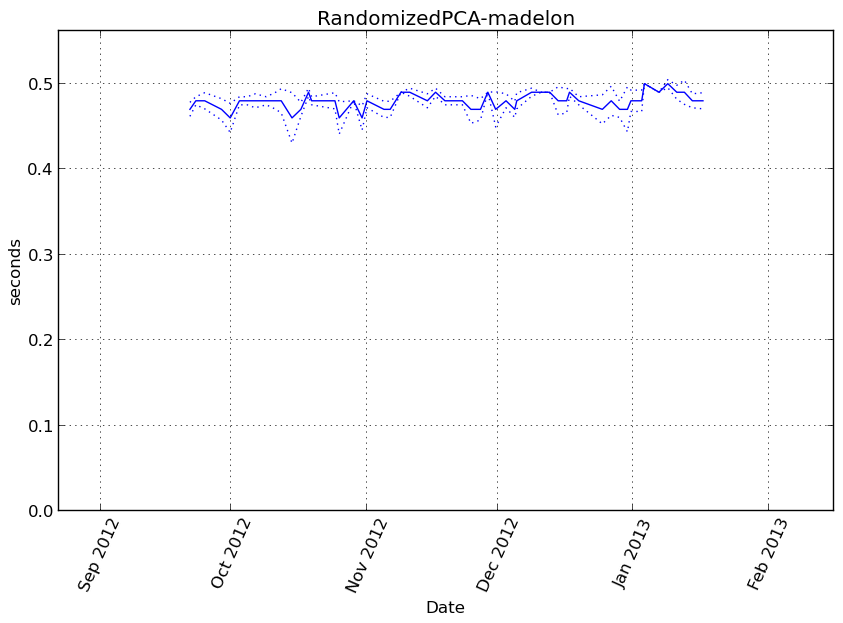 RandomizedPCA-madelon
0.5
0.4
0.3
0.2
0.1
0.0
seconds
Sep 2012
Oct 2012
Nov 2012
Dec 2012
Jan 2013
Feb 2013
Date